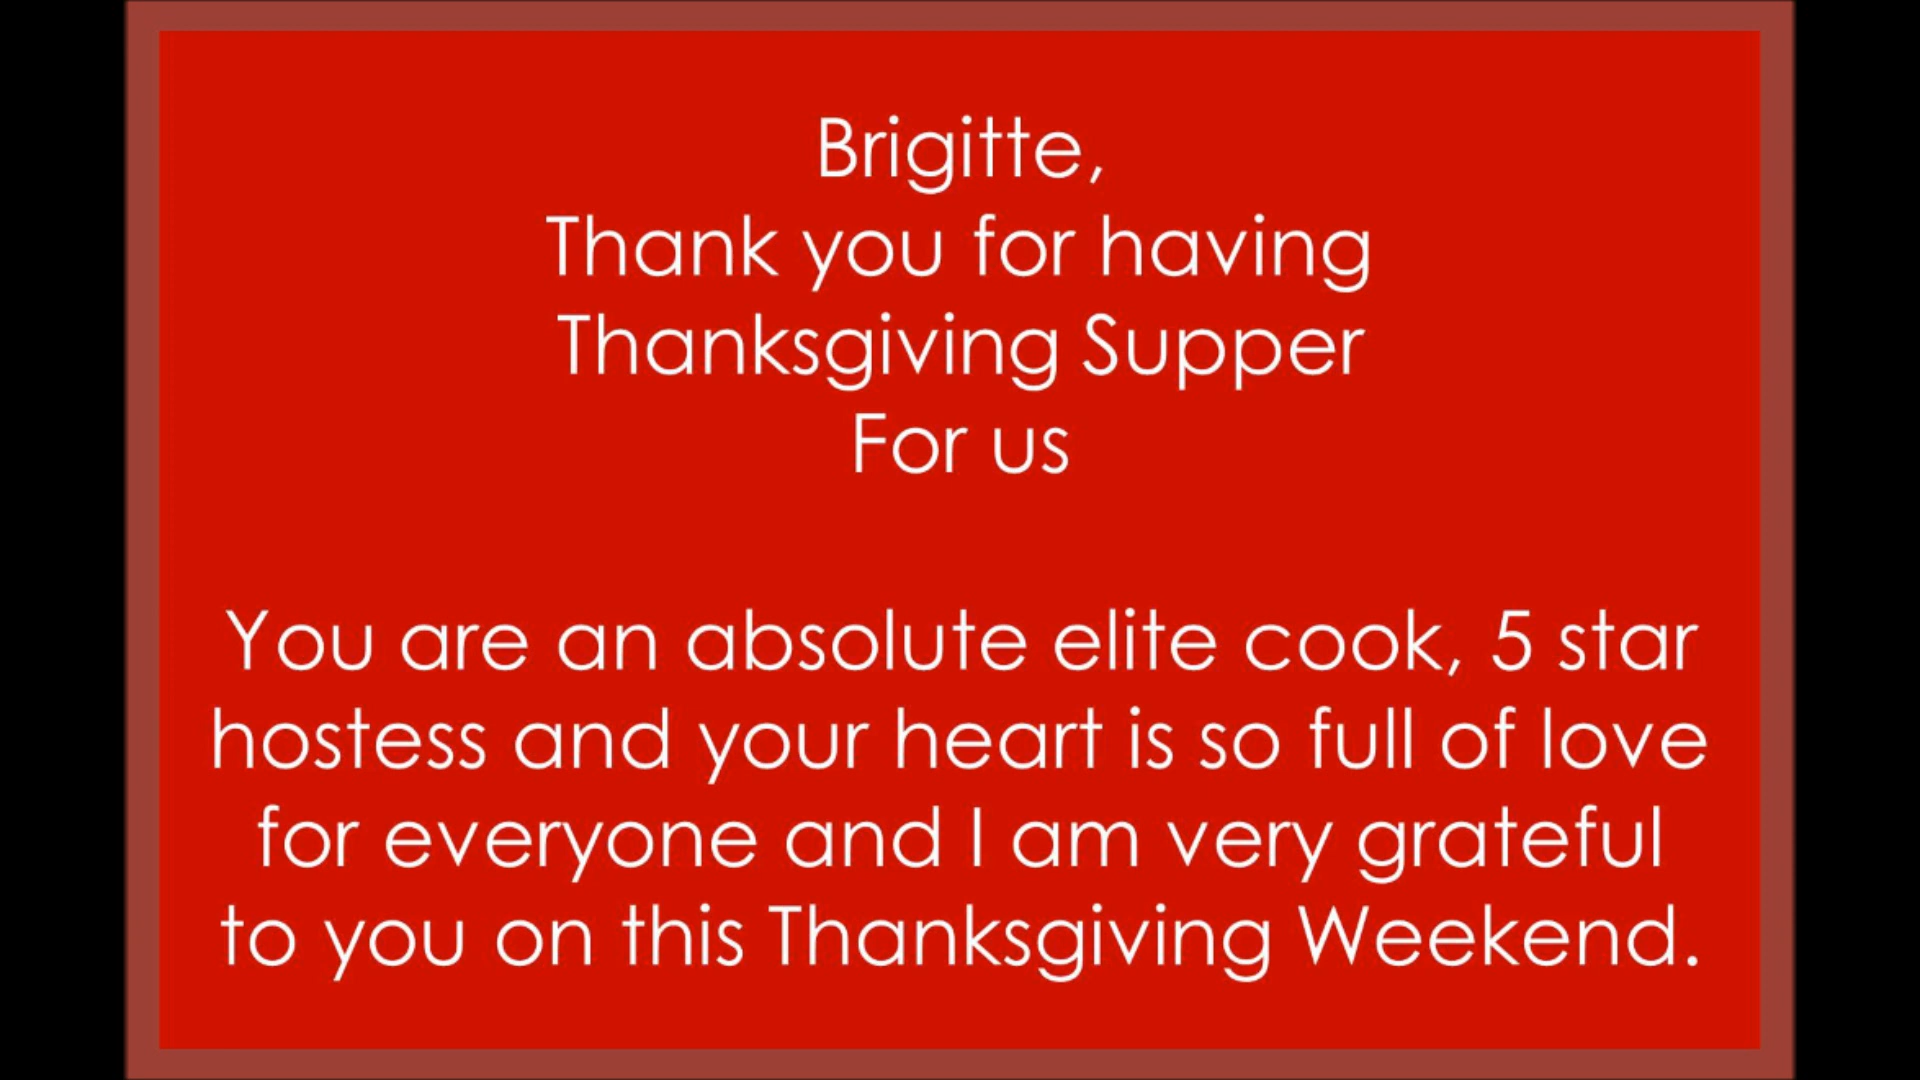 Brigitte,
Thank you for having
Thanksgiving Supper
For us
You are an absolute elite cook, 5 star
hostess and your heart is so full of love
for everyone and I am very grateful
to you on this Thanksgiving Weekend.